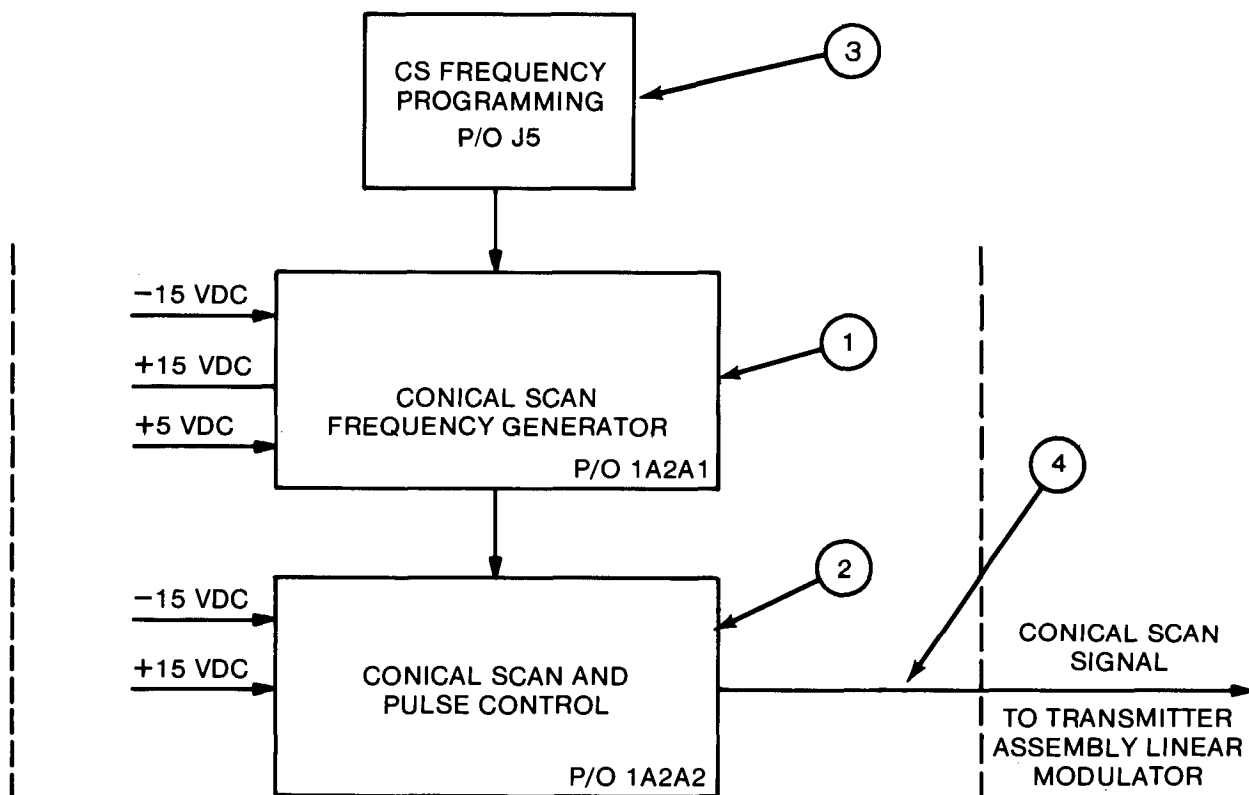 CS FREQUENCY
PROGRAMMING
P/O J5
3
−15 VDC
+15 VDC
+5 VDC
CONICAL SCAN
FREQUENCY GENERATOR
P/O 1A2A1
1
4
−15 VDC
+15 VDC
CONICAL SCAN AND
PULSE CONTROL
P/O 1A2A2
2
CONICAL SCAN
SIGNAL
TO TRANSMITTER
ASSEMBLY LINEAR
MODULATOR